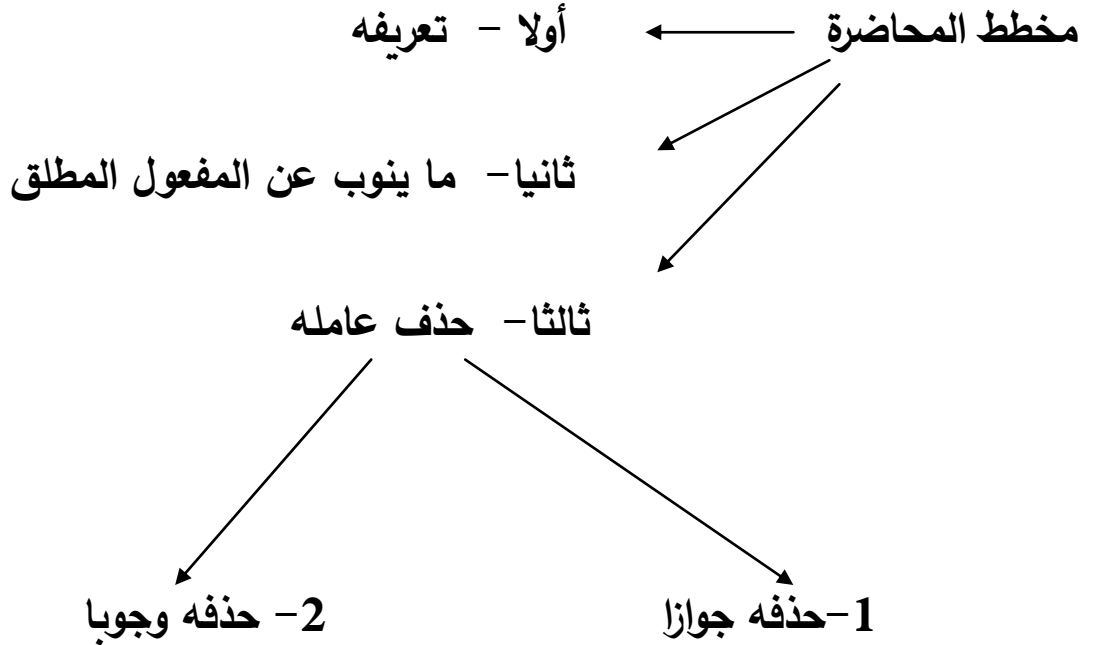 مخطط المحاضرة أولا - تعريفه
ثانيا- ما ينوب عن المفعول المطلق
ثالثا- حذف عامله
1-حذفه جوازا 2- حذفه وجوبا